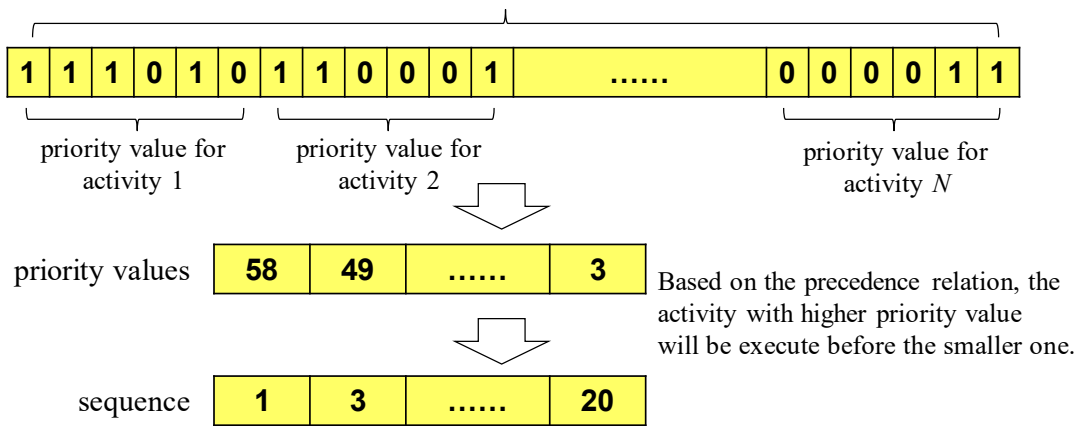 1 1 1 0 1 0 1 1 0 0 0 1 ...... 0 0 0 0 1 1
priority value for activity 1
priority value for activity 2
priority value for activity N
priority values 58 49 ...... 3
Based on the precedence relation, the
activity with higher priority value
will be execute before the smaller one.
sequence 1 3 ...... 20